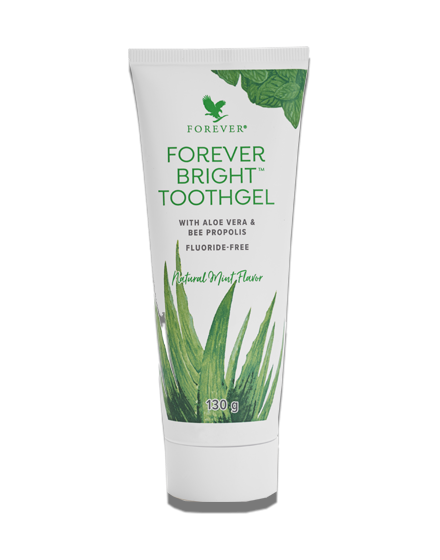 FOREVER®
FOREVER
BRIGHT™
TOOTHGEL
WITH ALOE VERA &
BEE PROPOLIS
FLUORIDE-FREE
Natural Mint Flavor
130 g